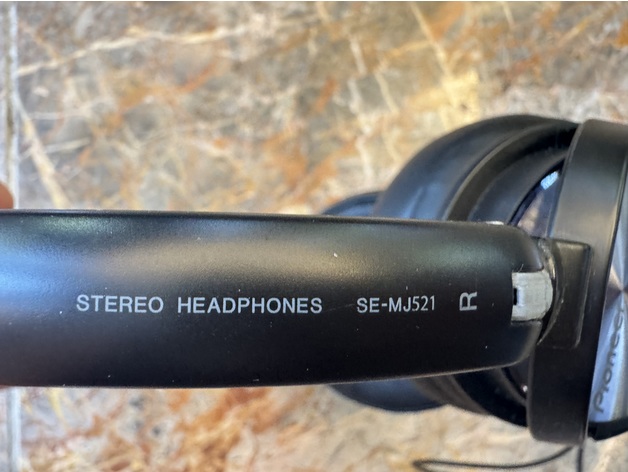 STEREO HEADPHONES SE-MJ521 R
Pioneer